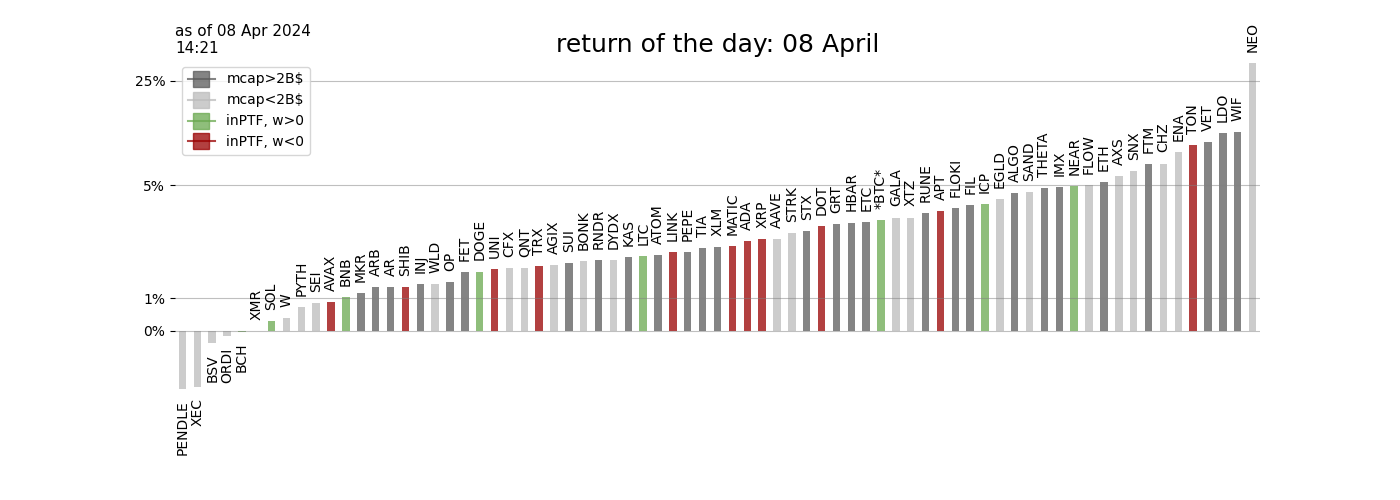 as of 08 Apr 2024
14:21
return of the day: 08 April
mcap>2B$
mcap<2B$
inPTF, w>0
inPTF, w<0
25%
5%
1%
0%
PENDLE
XEC
BSV
ORDI
BCH
XMR
SOL
W
PYTH
SEI
AVAX
BNB
MKR
ARB
AR
SHIB
INJ
WLD
OP
FET
DOGE
UNI
CFX
QNT
TRX
AGIX
SUI
BONK
RNDR
DYDX
KAS
LTC
ATOM
LINK
PEPE
TIA
XLM
MATIC
ADA
XRP
AAVE
STRK
STX
DOT
GRT
HBAR
ETC
*BTC*
GALA
XTZ
RUNE
APT
FLOKI
FIL
ICP
EGLD
ALGO
SAND
THETA
IMX
NEAR
FLOW
ETH
AXS
SNX
FTM
CHZ
ENA
TON
VET
LDO
WIF
NEO